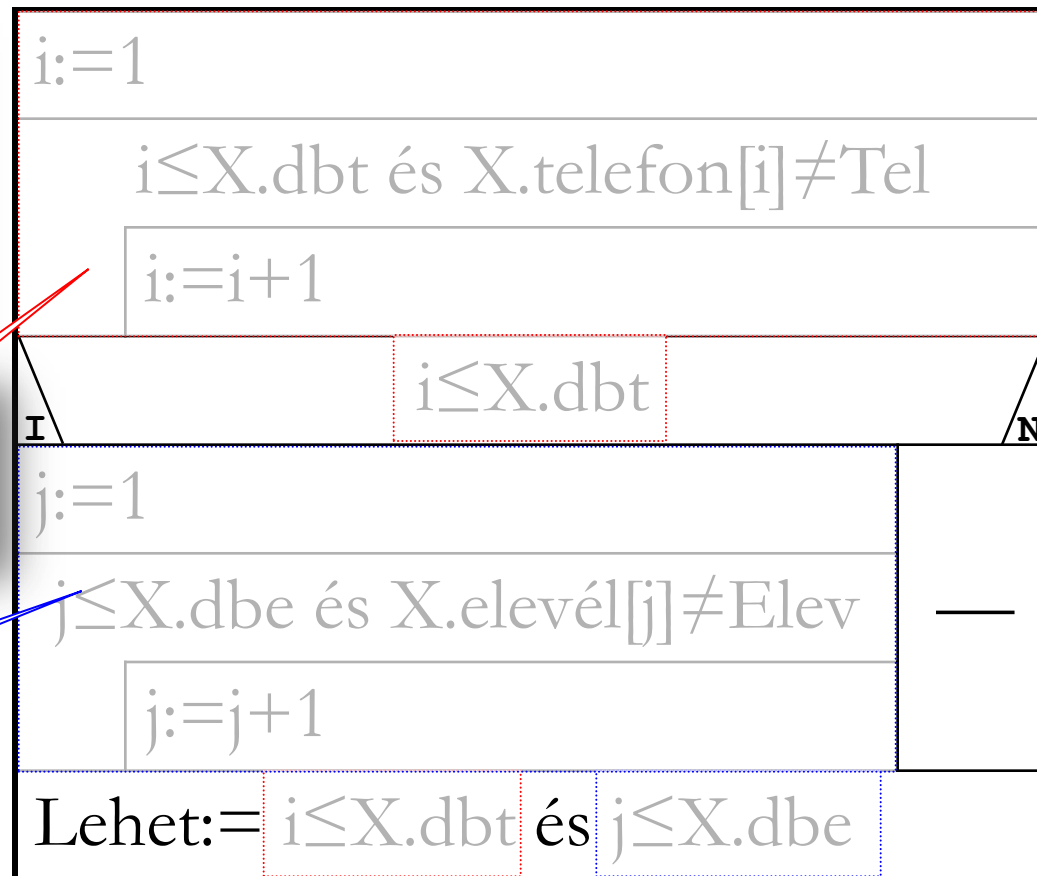 i:=1
i≤X.dbt és X.telefon[i]≠Tel
i:=i+1
i≤X.dbt
I N
j:=1
j≤X.dbe és X.elevél[j]≠Elev
—
j:=j+1
Lehet:= i≤X.dbt és j≤X.dbe